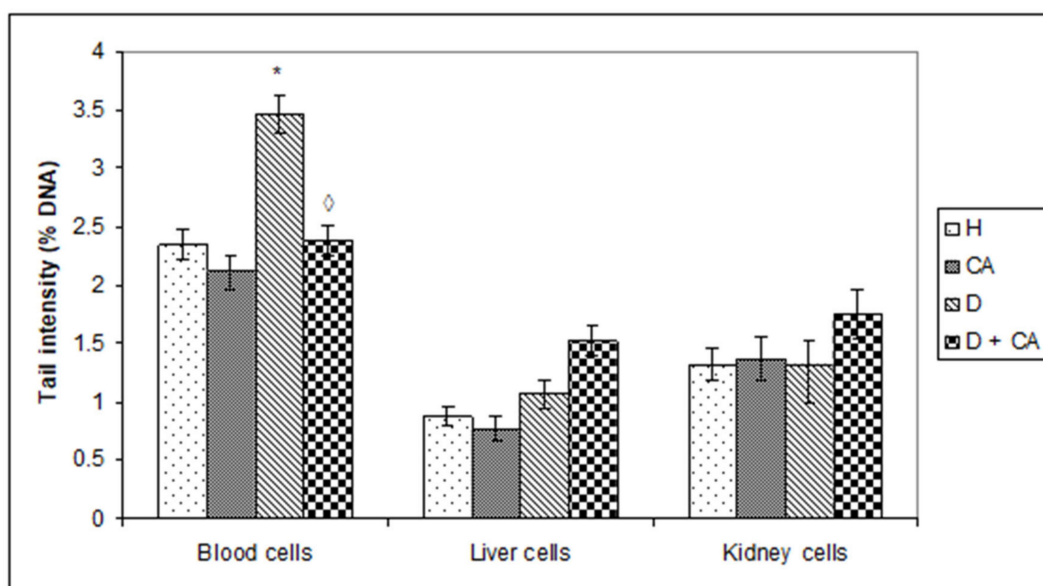 Tail intensity (% DNA)
4
3.5
3
2.5
2
1.5
1
0.5
0
*
◊
Blood cells
Liver cells
Kidney cells
H
CA
D
D + CA